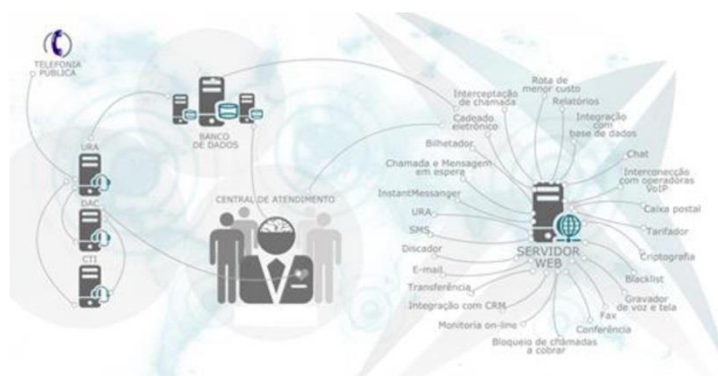 TELEFONIA
PÚBLICA
URA
DAC
CTI
BANCO
DE DADOS
CENTRAL DE ATENDIMENTO
Interceptação
de chamada
Cadeado
eletrônico
Bilhetador
Chamada e Mensagem
em espera
InstantMessanger
URA
SMS
Discador
E-mail
Transferência
Integração com CRM
Monitoria on-line
Bloqueio de chamadas
a cobrar
Rota de
menor custo
Relatórios
Integração
com
base de dados
Chat
Interconecção
com operadoras
VoIP
Caixa postal
Tarifador
Criptografia
Blacklist
Gravador
de voz e tela
Fax
Conferência
SERVIDOR
WEB